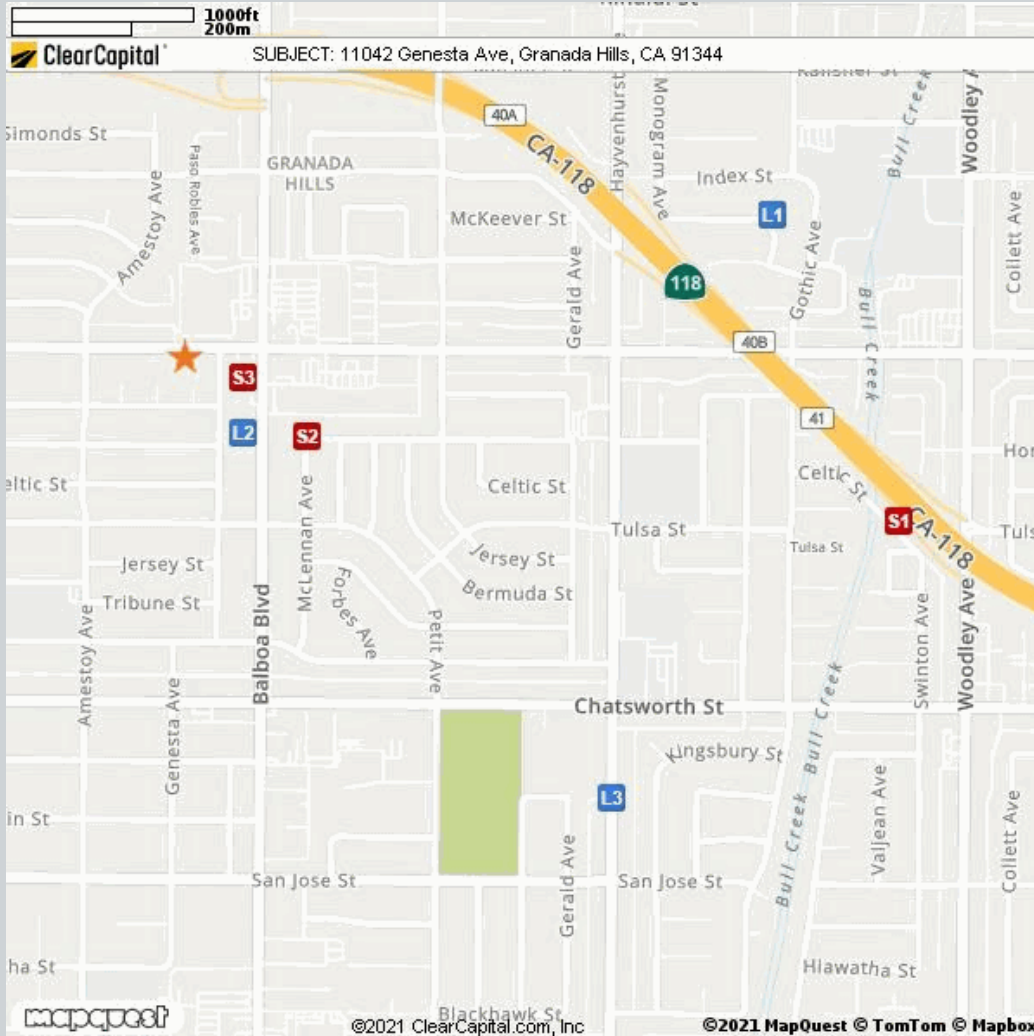 1000ft
200m
ClearCapital
SUBJECT: 11042 Genesta Ave, Granada Hills, CA 91344
Woodley
40A
Simonds St
Paso Robles Ave
GRANADA
HILLS
CA-118
Hayvenhurst
Monogram Ave
Index St
Bull Creek
Amestoy Ave
McKeever St
L1
Collett Ave
Gerald Ave
118
Gothic Ave
Bull Creek
40B
S3
L2
S2
41
Celtic St
Celtic St
McLennan Ave
Tulsa St
S1
CA-118
Jersey St
Jersey St
Tulsa St
Tribune St
Forbes Ave
Bermuda St
Balboa Blvd
Petit Ave
Amestoy Ave
Genesta Ave
Swinton Ave
Woodley Ave
Chatsworth St
Kingsbury St
Bull Creek
Bull Creek
L3
Valjean Ave
Collett Ave
in St
Gerald Ave
San Jose St
San Jose St
ha St
Hiawatha St
mapquest
Blackhawk St
©2021 ClearCapital.com, Inc
©2021 MapQuest © TomTom © Mapbox